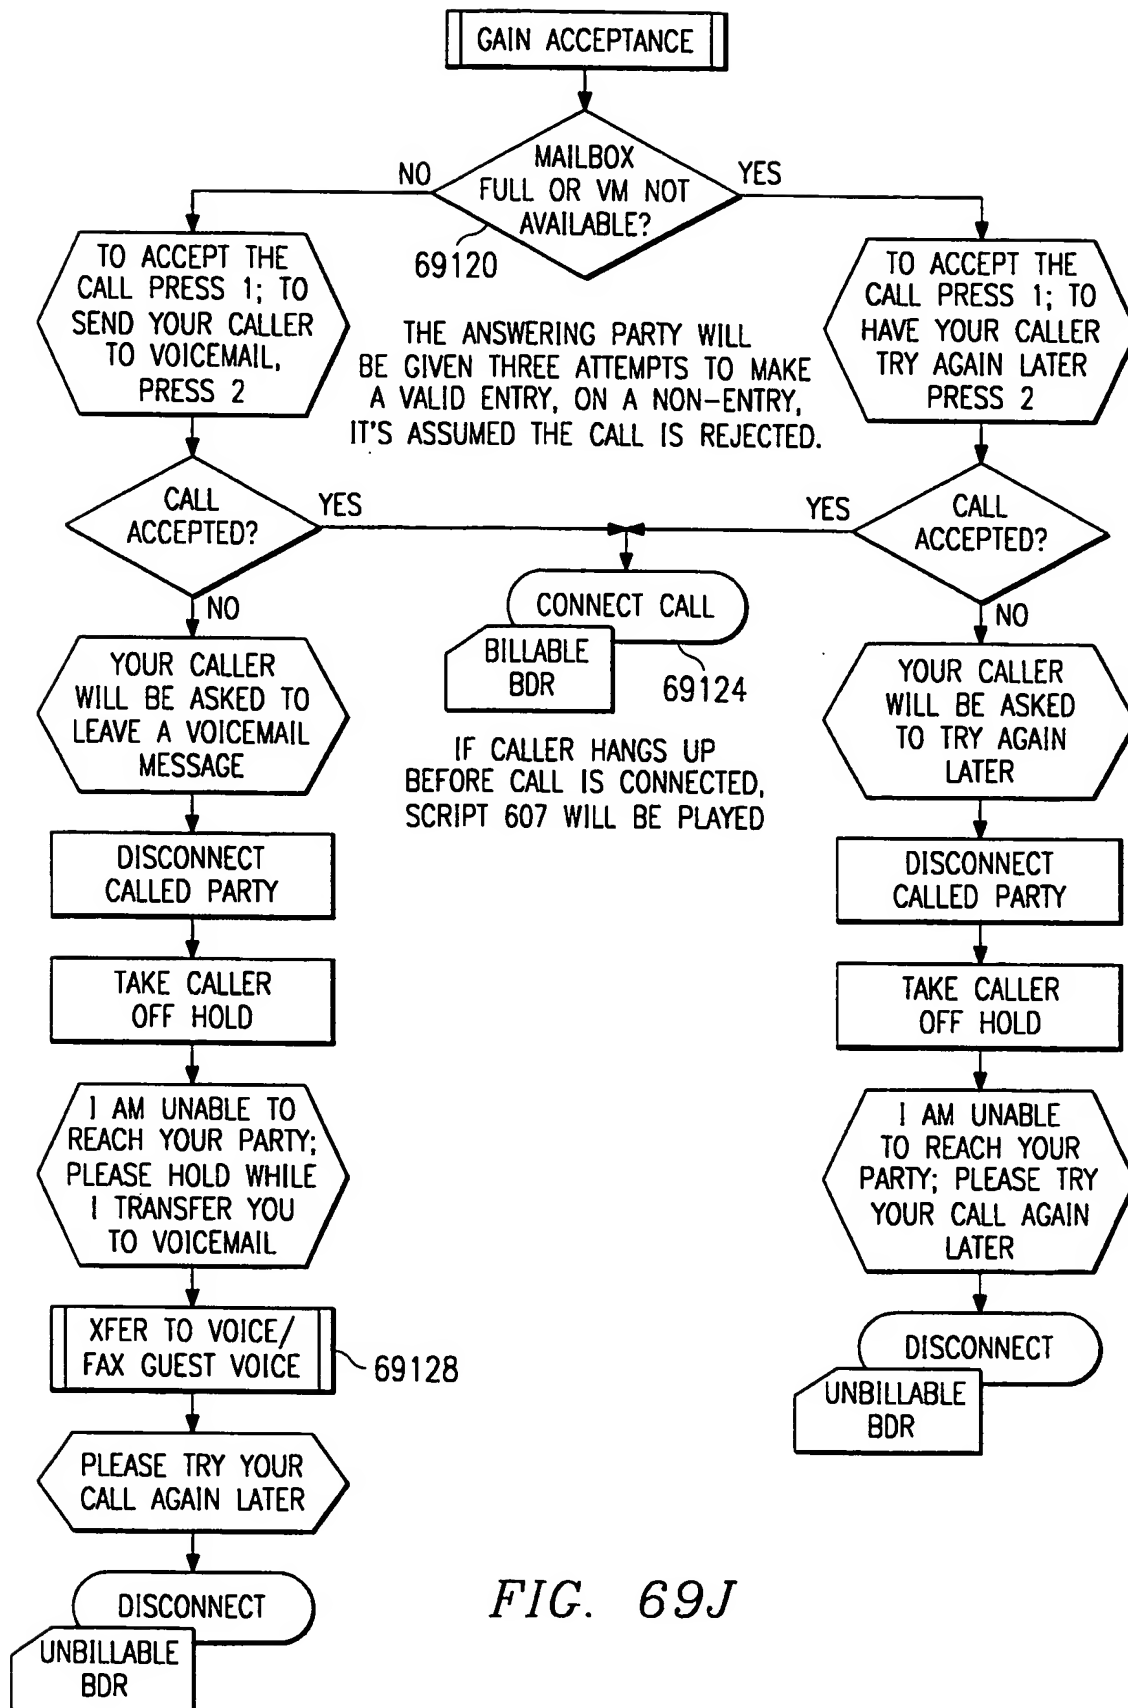 GAIN ACCEPTANCE
MAILBOX
FULL OR VM NOT
AVAILABLE?
NO
YES
69120
TO ACCEPT THE
CALL PRESS 1; TO
SEND YOUR CALLER
TO VOICEMAIL,
PRESS 2
THE ANSWERING PARTY WILL
BE GIVEN THREE ATTEMPTS TO MAKE
A VALID ENTRY, ON A NON-ENTRY,
IT'S ASSUMED THE CALL IS REJECTED.
TO ACCEPT THE
CALL PRESS 1; TO
HAVE YOUR CALLER
TRY AGAIN LATER
PRESS 2
CALL
ACCEPTED?
YES
NO
YES
CALL
ACCEPTED?
NO
CONNECT CALL
BILLABLE
BDR
69124
IF CALLER HANGS UP
BEFORE CALL IS CONNECTED,
SCRIPT 607 WILL BE PLAYED
YOUR CALLER
WILL BE ASKED TO
LEAVE A VOICEMAIL
MESSAGE
DISCONNECT
CALLED PARTY
TAKE CALLER
OFF HOLD
I AM UNABLE TO
REACH YOUR PARTY;
PLEASE HOLD WHILE
I TRANSFER YOU
TO VOICEMAIL
XFER TO VOICE/
FAX GUEST VOICE
69128
PLEASE TRY YOUR
CALL AGAIN LATER
DISCONNECT
UNBILLABLE
BDR
YOUR CALLER
WILL BE ASKED
TO TRY AGAIN
LATER
DISCONNECT
CALLED PARTY
TAKE CALLER
OFF HOLD
I AM UNABLE
TO REACH YOUR
PARTY; PLEASE TRY
YOUR CALL AGAIN
LATER
DISCONNECT
UNBILLABLE
BDR
FIG. 69J